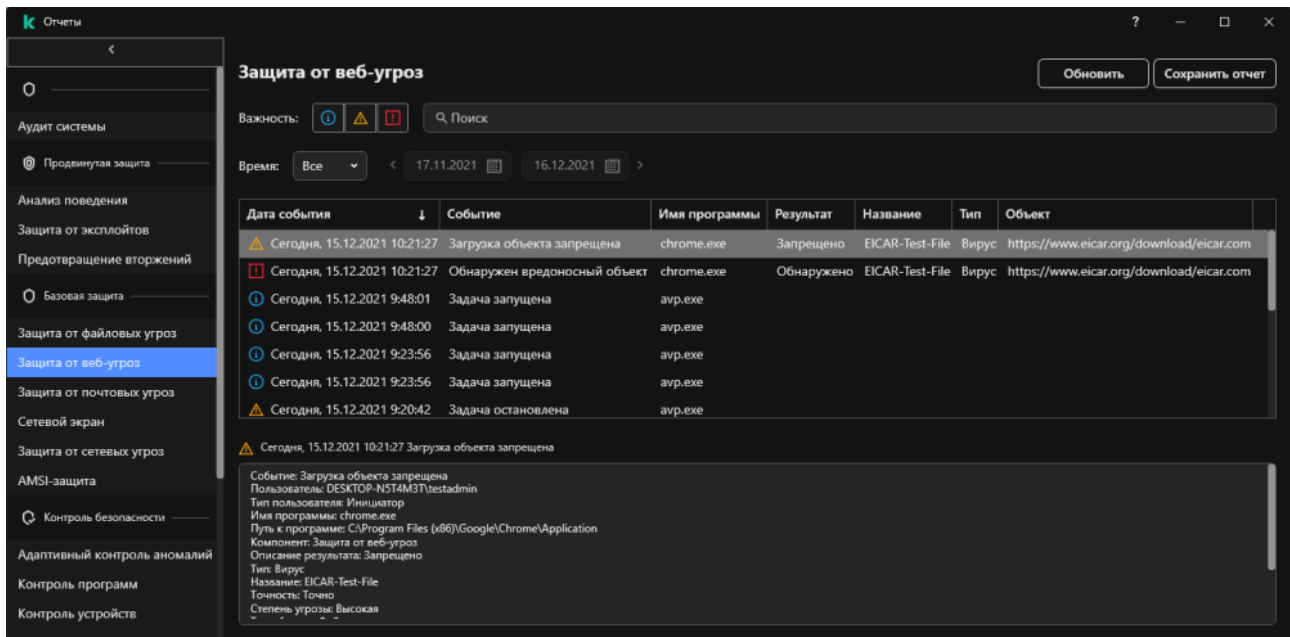 Отчеты
?
Аудит системы
Продвинутая защита
Анализ поведения
Защита от эксплойтов
Предотвращение вторжений
Базовая защита
Защита от файловых угроз
Защита от веб-угроз
Защита от почтовых угроз
Сетевой экран
Защита от сетевых угроз
AMSI-защита
Контроль безопасности
Адаптивный контроль аномалий
Контроль программ
Контроль устройств
Защита от веб-угроз
Обновить
Сохранить отчет
Важность:
Поиск
Время: Все 17.11.2021 16.12.2021
Дата события ↓ Событие Имя программы Результат Название Тип Объект
Сегодня, 15.12.2021 10:21:27 Загрузка объекта запрещена chrome.exe Запрещено EICAR-Test-File Вирус https://www.eicar.org/download/eicar.com
Сегодня, 15.12.2021 10:21:27 Обнаружен вредоносный объект chrome.exe Обнаружено EICAR-Test-File Вирус https://www.eicar.org/download/eicar.com
Сегодня, 15.12.2021 9:48:01 Задача запущена avp.exe
Сегодня, 15.12.2021 9:48:00 Задача запущена avp.exe
Сегодня, 15.12.2021 9:23:56 Задача запущена avp.exe
Сегодня, 15.12.2021 9:23:56 Задача запущена avp.exe
Сегодня, 15.12.2021 9:20:42 Задача остановлена avp.exe
Сегодня, 15.12.2021 10:21:27 Загрузка объекта запрещена
Событие: Загрузка объекта запрещена
Пользователь: DESKTOP-N5T4M3T\testadmin
Тип пользователя: Инициатор
Имя программы: chrome.exe
Путь к программе: C:\Program Files (x86)\Google\Chrome\Application
Компонент: Защита от веб-угроз
Описание результата: Запрещено
Тип: Вирус
Название: EICAR-Test-File
Точность: Точно
Степень угрозы: Высокая